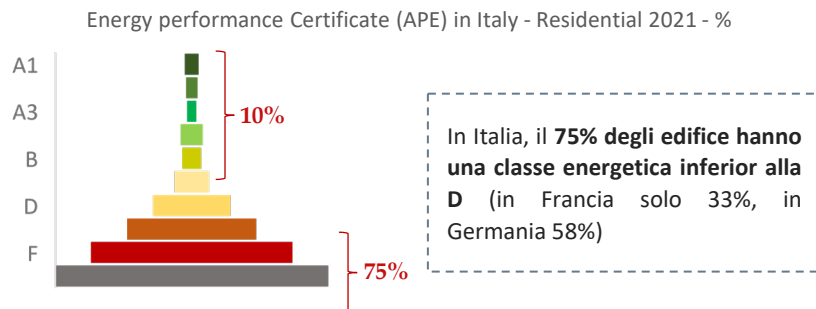 Energy performance Certificate (APE) in Italy - Residential 2021 - %
A1
A3
B
D
F
10%
75%
In Italia, il 75% degli edifice hanno
una classe energetica inferior alla
D (in Francia solo 33%, in
Germania 58%)